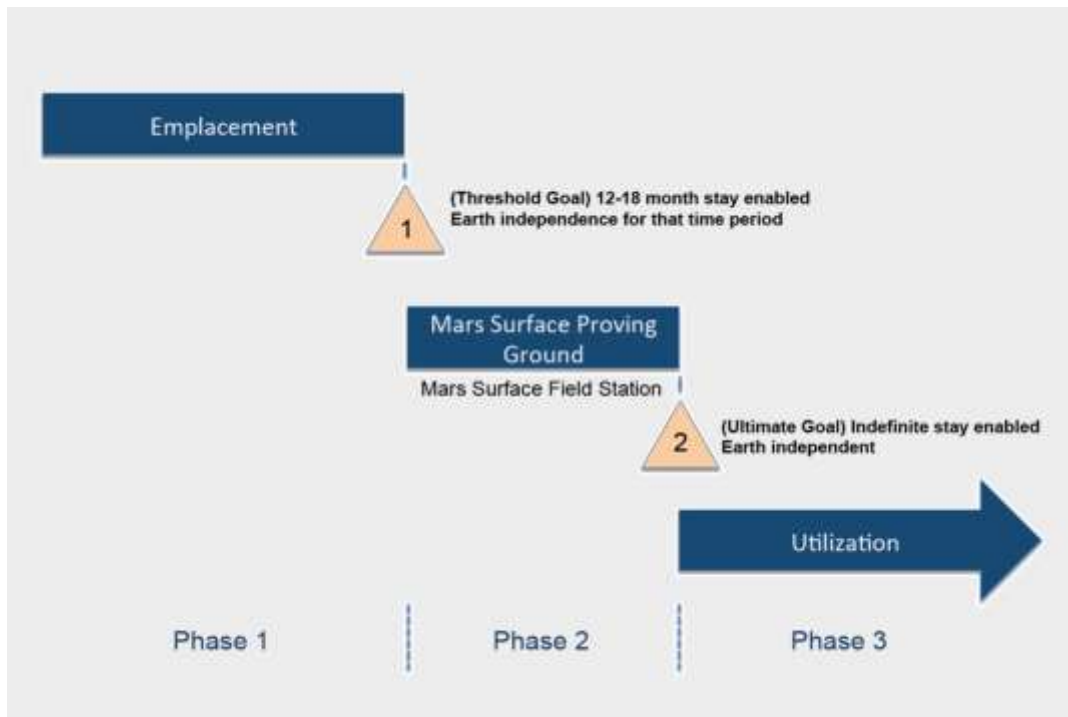 Emplacement
(Threshold Goal) 12-18 month stay enabled
Earth independence for that time period
1
Mars Surface Proving
Ground
Mars Surface Field Station
(Ultimate Goal) Indefinite stay enabled
Earth independent
2
Utilization
Phase 1
Phase 2
Phase 3